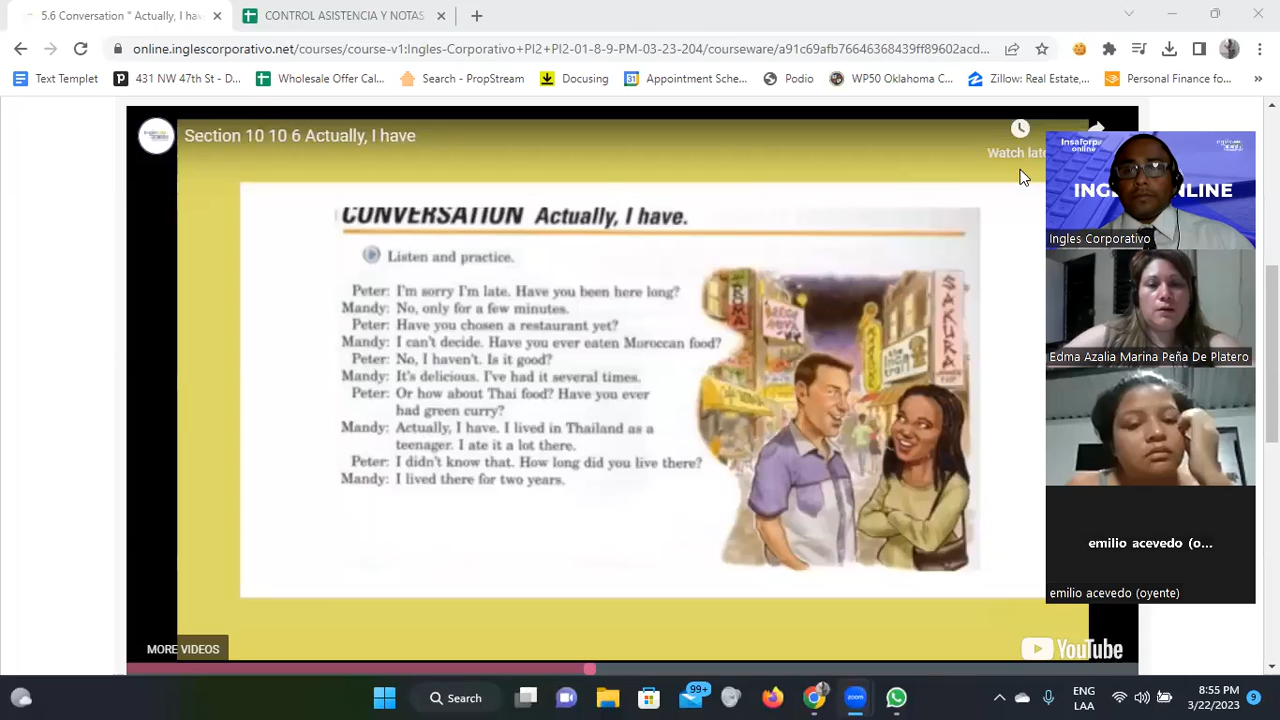 5.6 Conversation " Actually, I hav
CONTROL ASISTENCIA Y NOTAS
online.inglescorporativo.net/courses/course-v1:Ingles-Corporativo+PI2+PI2-01-8-9-PM-03-23-204/courseware/a91c69afb76646368439ff89602acd...
Text Templet
431 NW 47th St - D...
Wholesale Offer Cal...
Search - PropStream
Docusing
Appointment Sche...
Podio
WP50 Oklahoma C...
Zillow: Real Estate,...
Personal Finance fo...
Section 10 10 6 Actually, I have
Watch late
CONVERSATION Actually, I have.
Listen and practice.
Peter: I'm sorry I'm late. Have you been here long?
Mandy: No, only for a few minutes.
Peter: Have you chosen a restaurant yet?
Mandy: I can't decide. Have you ever eaten Moroccan food?
Peter: No, I haven't. Is it good?
Mandy: It's delicious. I've had it several times.
Peter: Or how about Thai food? Have you ever
had green curry?
Mandy: Actually, I have. I lived in Thailand as a
teenager. I ate it a lot there.
Peter: I didn't know that. How long did you live there?
Mandy: I lived there for two years.
SAKURA
MORE VIDEOS
YouTube
Insaforp
online
Ingles Corporativo
Edma Azalia Marina Peña De Platero
emilio acevedo (o...
emilio acevedo (oyente)
Search
99+
ENG
LAA
8:55 PM
3/22/2023
9